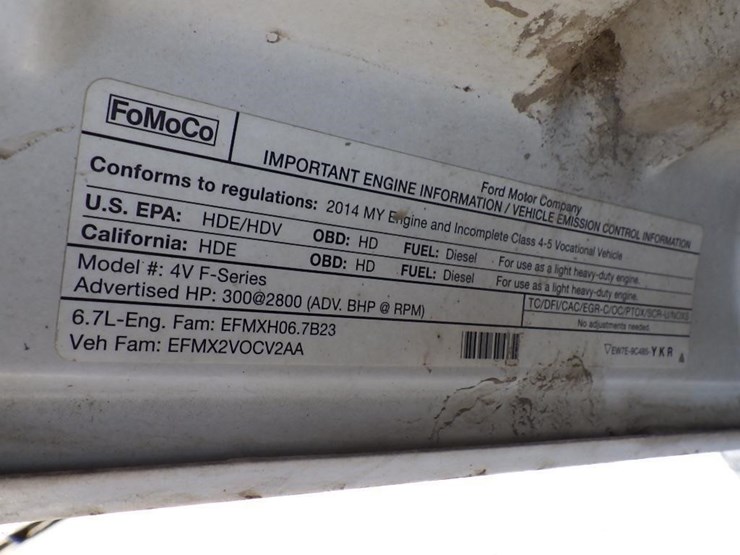 FoMoCo
Ford Motor Company
IMPORTANT ENGINE INFORMATION / VEHICLE EMISSION CONTROL INFORMATION
Conforms to regulations: 2014 MY Engine and Incomplete Class 4-5 Vocational Vehicle
U.S. EPA: HDE/HDV OBD: HD FUEL: Diesel For use as a light heavy-duty engine.
California: HDE OBD: HD FUEL: Diesel For use as a light heavy-duty engine.
Model #: 4V F-Series
TC/DFI/CAC/EGR-C/OC/PTOX/SCR-U/NOXS
Advertised HP: 300@2800 (ADV. BHP @ RPM)
No adjustments needed.
6.7L-Eng. Fam: EFMXH06.7B23
Veh Fam: EFMX2VOCV2AA
YKR